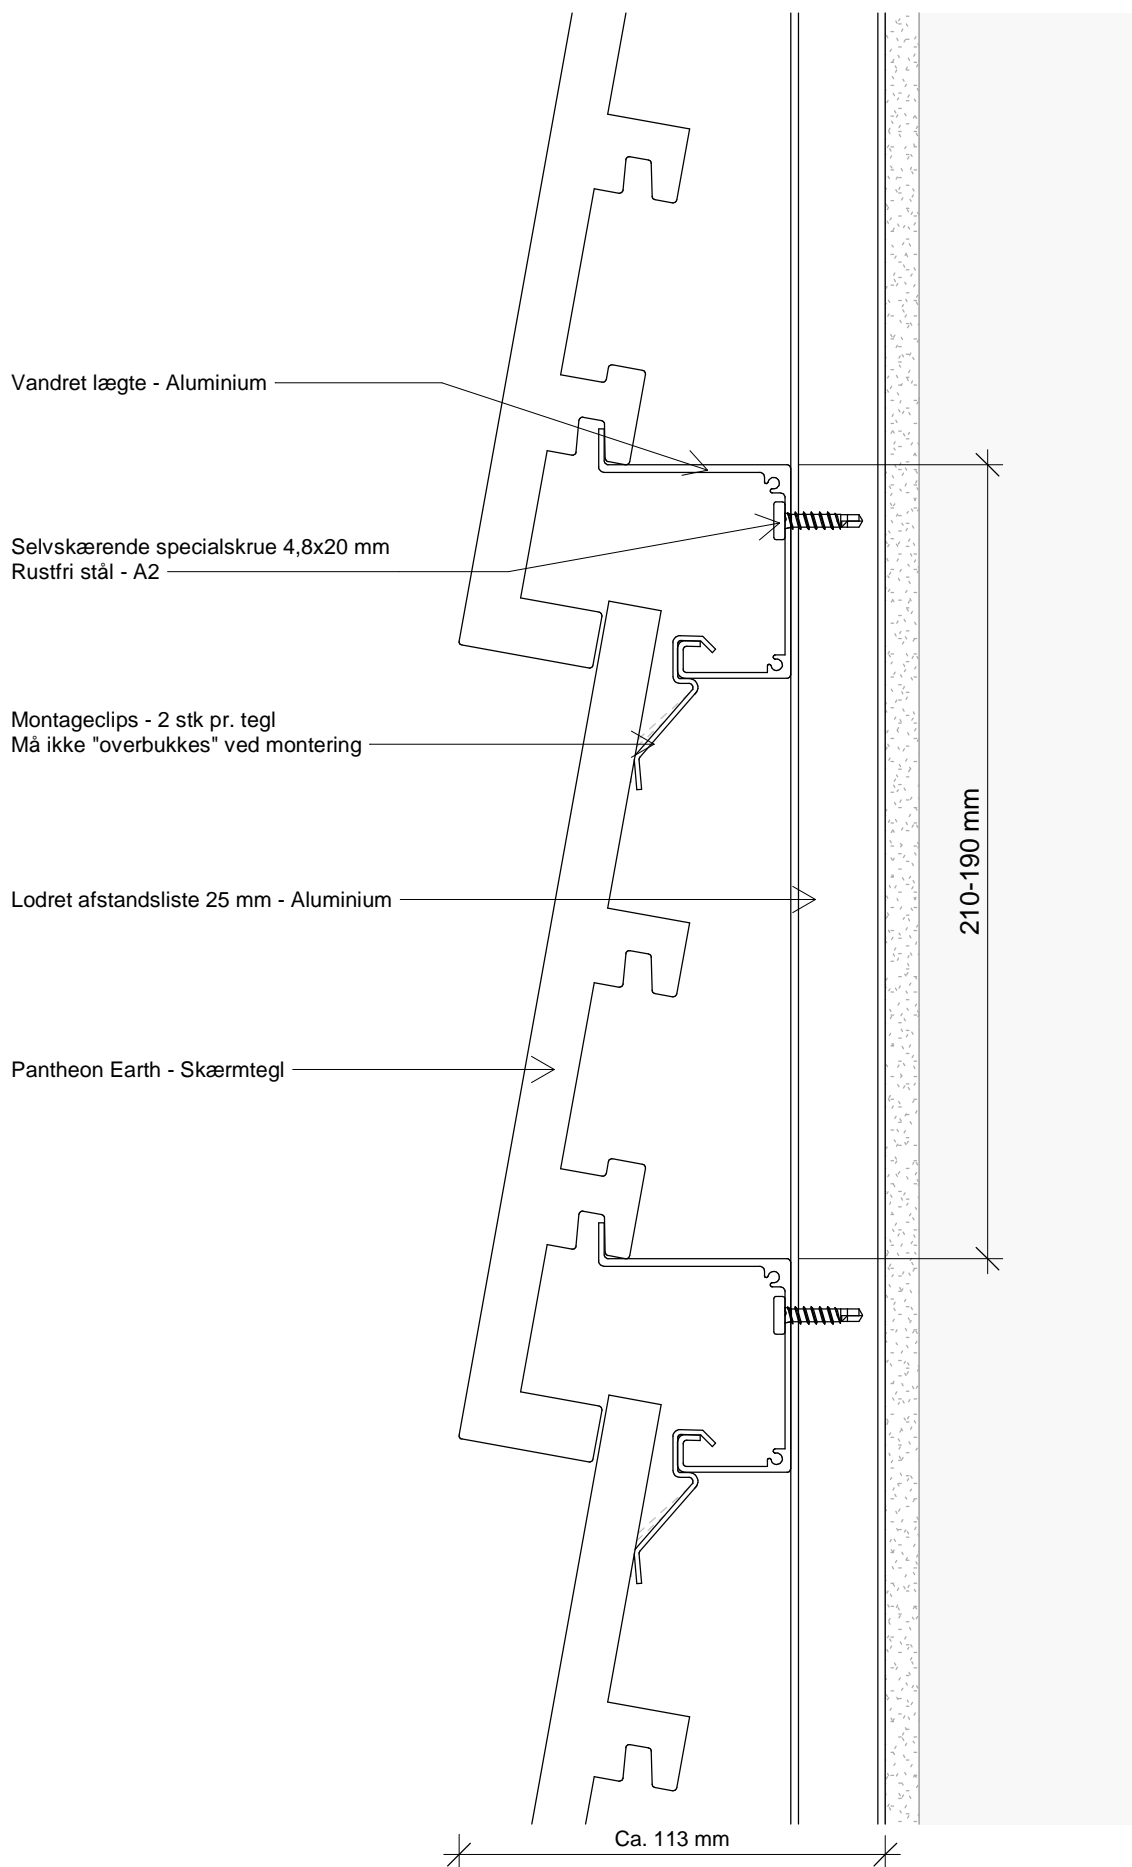 Vandret lægte - Aluminium
Selvskærende specialskrue 4,8x20 mm
Rustfri stål - A2
Montageclips - 2 stk pr. tegl
Må ikke "overbukkes" ved montering
Lodret afstandsliste 25 mm - Aluminium
210-190 mm
Pantheon Earth - Skærmtegl
Ca. 113 mm